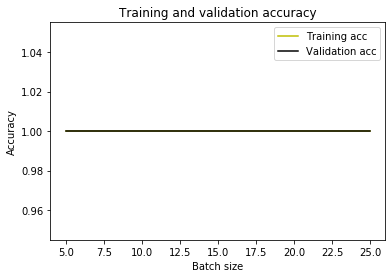 Training and validation accuracy
Training acc
Validation acc
1.04
1.02
1.00
0.98
0.96
Accuracy
5.0 7.5 10.0 12.5 15.0 17.5 20.0 22.5 25.0
Batch size